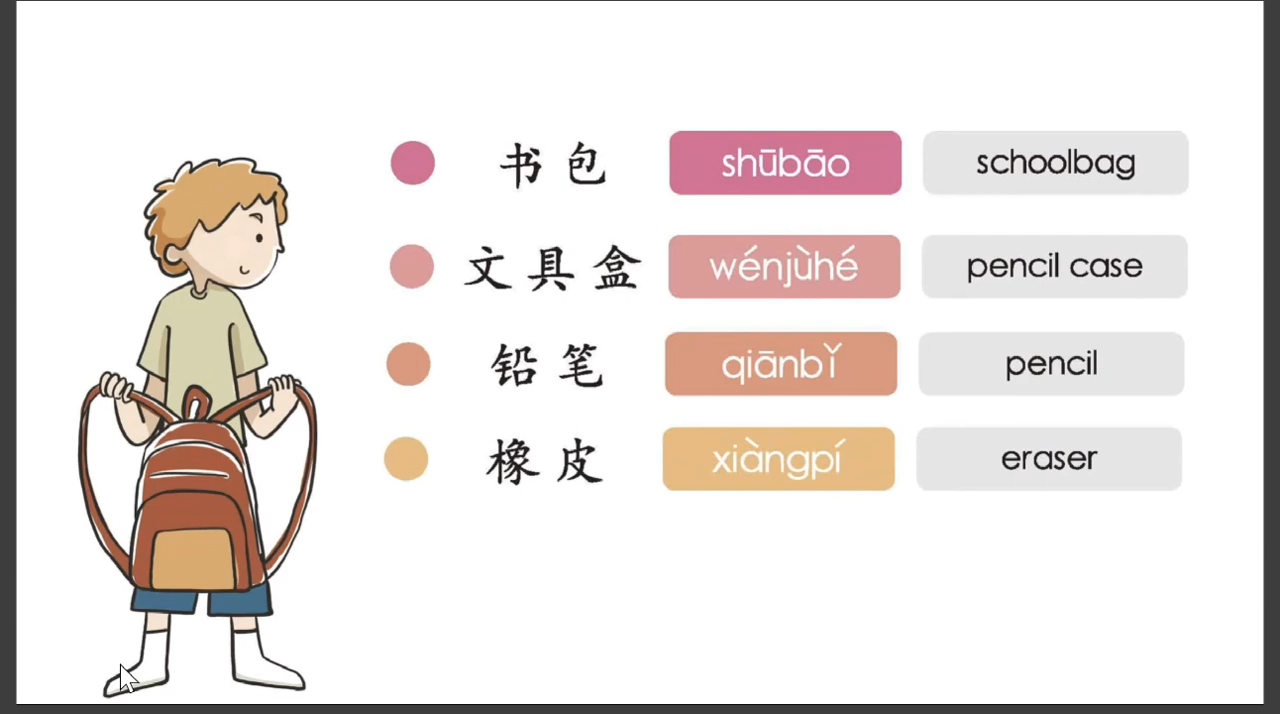 书包 shūbāo schoolbag
文具盒 wénjùhé pencil case
铅笔 qiānbǐ pencil
橡皮 xiàngpí eraser